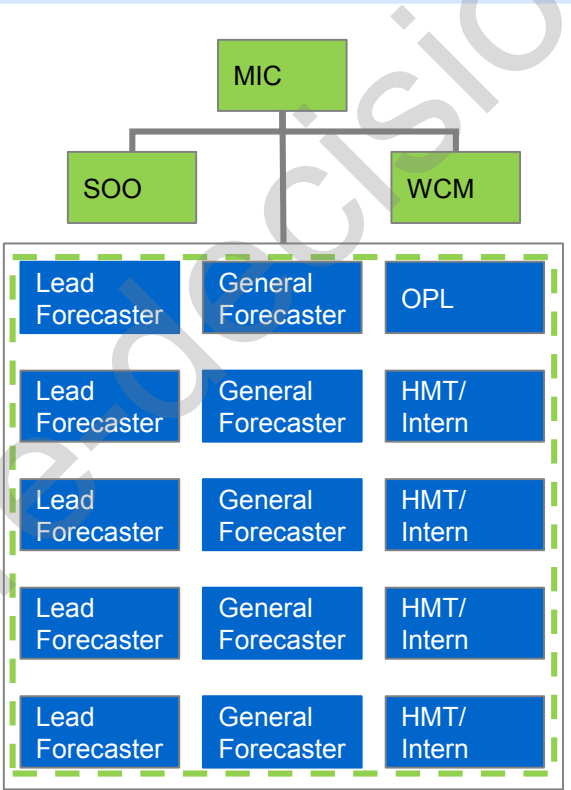 MIC
SOO
WCM
Lead
Forecaster
General
Forecaster
OPL
Lead
Forecaster
General
Forecaster
HMT/
Intern
Lead
Forecaster
General
Forecaster
HMT/
Intern
Lead
Forecaster
General
Forecaster
HMT/
Intern
Lead
Forecaster
General
Forecaster
HMT/
Intern
e-decisio